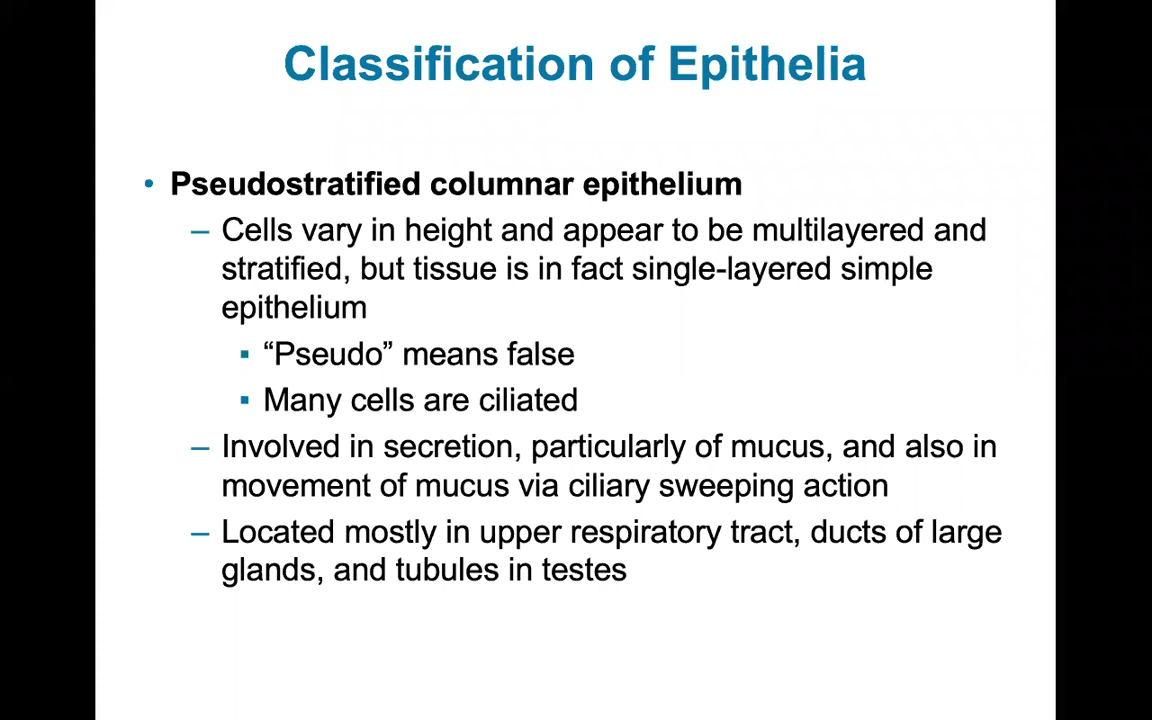 Classification of Epithelia
• Pseudostratified columnar epithelium
– Cells vary in height and appear to be multilayered and
stratified, but tissue is in fact single-layered simple
epithelium
▪ “Pseudo” means false
▪ Many cells are ciliated
– Involved in secretion, particularly of mucus, and also in
movement of mucus via ciliary sweeping action
– Located mostly in upper respiratory tract, ducts of large
glands, and tubules in testes